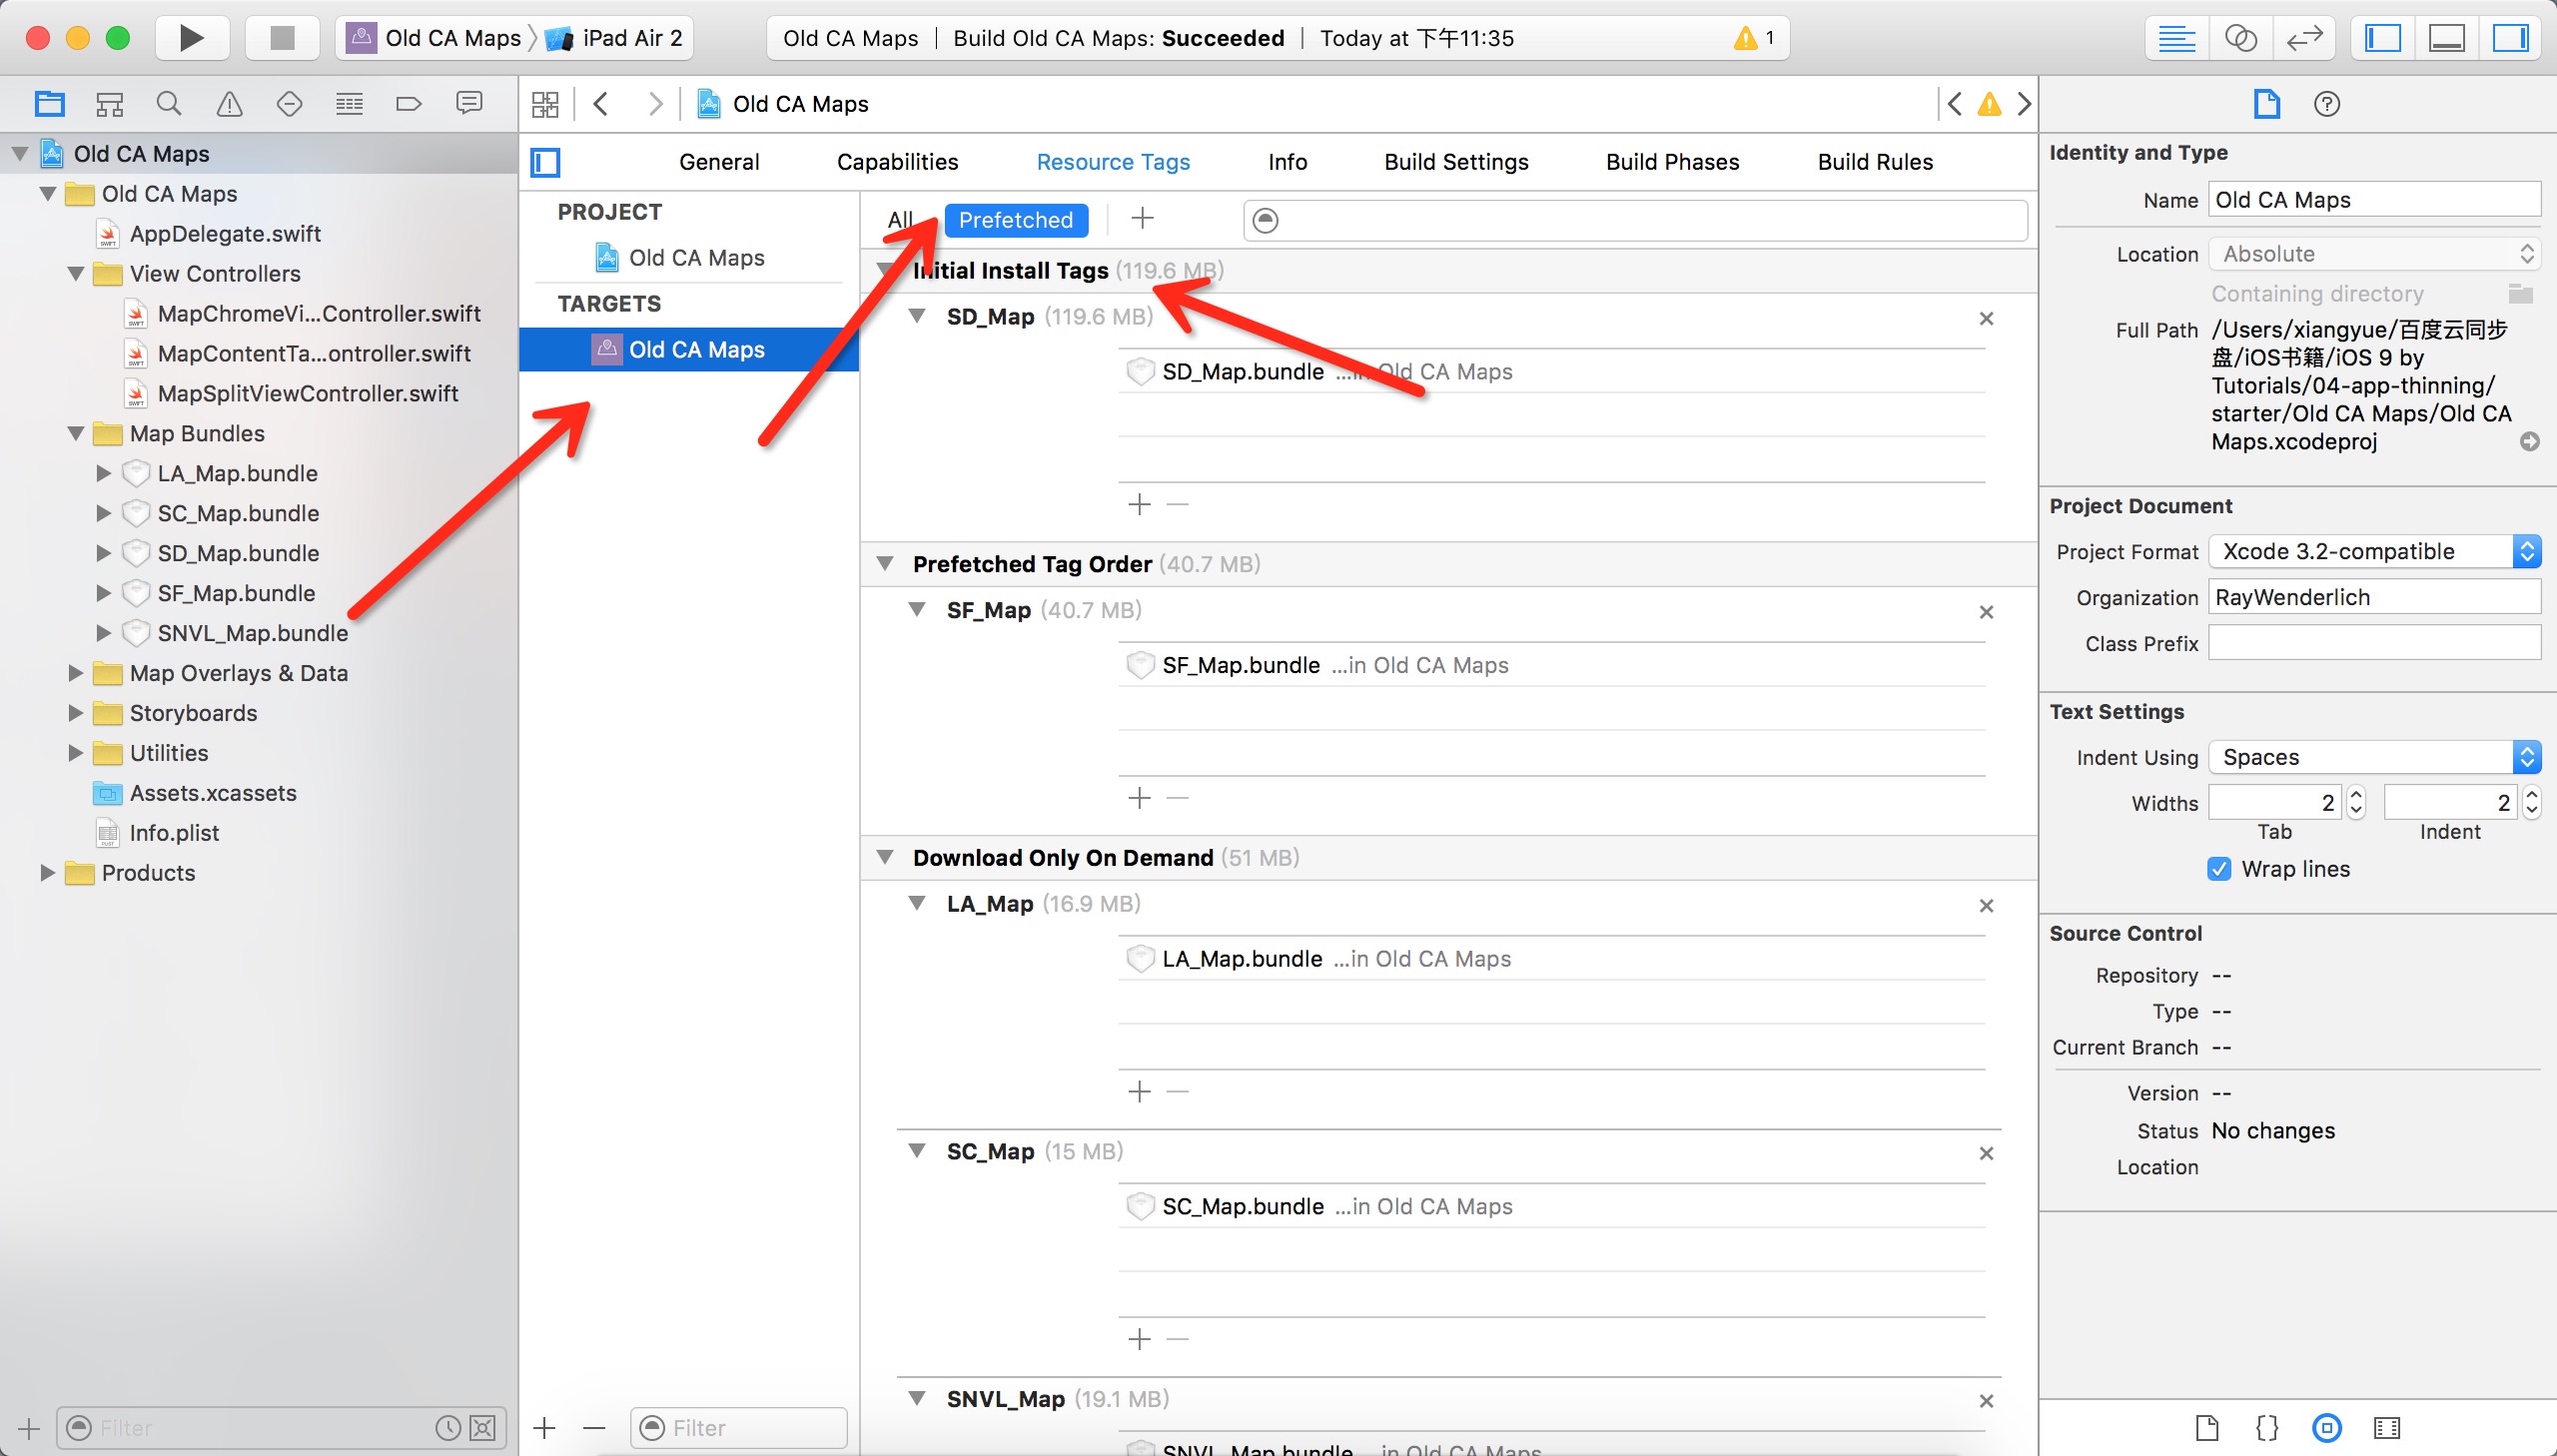 Old CA Maps iPad Air 2
Old CA Maps | Build Old CA Maps: Succeeded | Today at 下午11:35 1
Old CA Maps
Old CA Maps
AppDelegate.swift
View Controllers
MapChromeVi...Controller.swift
MapContentTa...ontroller.swift
MapSplitViewController.swift
Map Bundles
LA_Map.bundle
SC_Map.bundle
SD_Map.bundle
SF_Map.bundle
SNVL_Map.bundle
Map Overlays & Data
Storyboards
Utilities
Assets.xcassets
Info.plist
Products
Filter
Old CA Maps
General Capabilities Resource Tags Info Build Settings Build Phases Build Rules
PROJECT
Old CA Maps
TARGETS
Old CA Maps
Filter
All Prefetched
Initial Install Tags (119.6 MB)
SD_Map (119.6 MB)
SD_Map.bundle ...in Old CA Maps
Prefetched Tag Order (40.7 MB)
SF_Map (40.7 MB)
SF_Map.bundle ...in Old CA Maps
Download Only On Demand (51 MB)
LA_Map (16.9 MB)
LA_Map.bundle ...in Old CA Maps
SC_Map (15 MB)
SC_Map.bundle ...in Old CA Maps
SNVL_Map (19.1 MB)
SNVL_Map.bundle ...in Old CA Maps
Identity and Type
Name Old CA Maps
Location Absolute
Containing directory
Full Path /Users/xiangyue/百度云同步
盘/iOS书籍/iOS 9 by
Tutorials/04-app-thinning/
starter/Old CA Maps/Old CA
Maps.xcodeproj
Project Document
Project Format Xcode 3.2-compatible
Organization RayWenderlich
Class Prefix
Text Settings
Indent Using Spaces
Widths 2 2
Tab Indent
Wrap lines
Source Control
Repository --
Type --
Current Branch --
Version --
Status No changes
Location